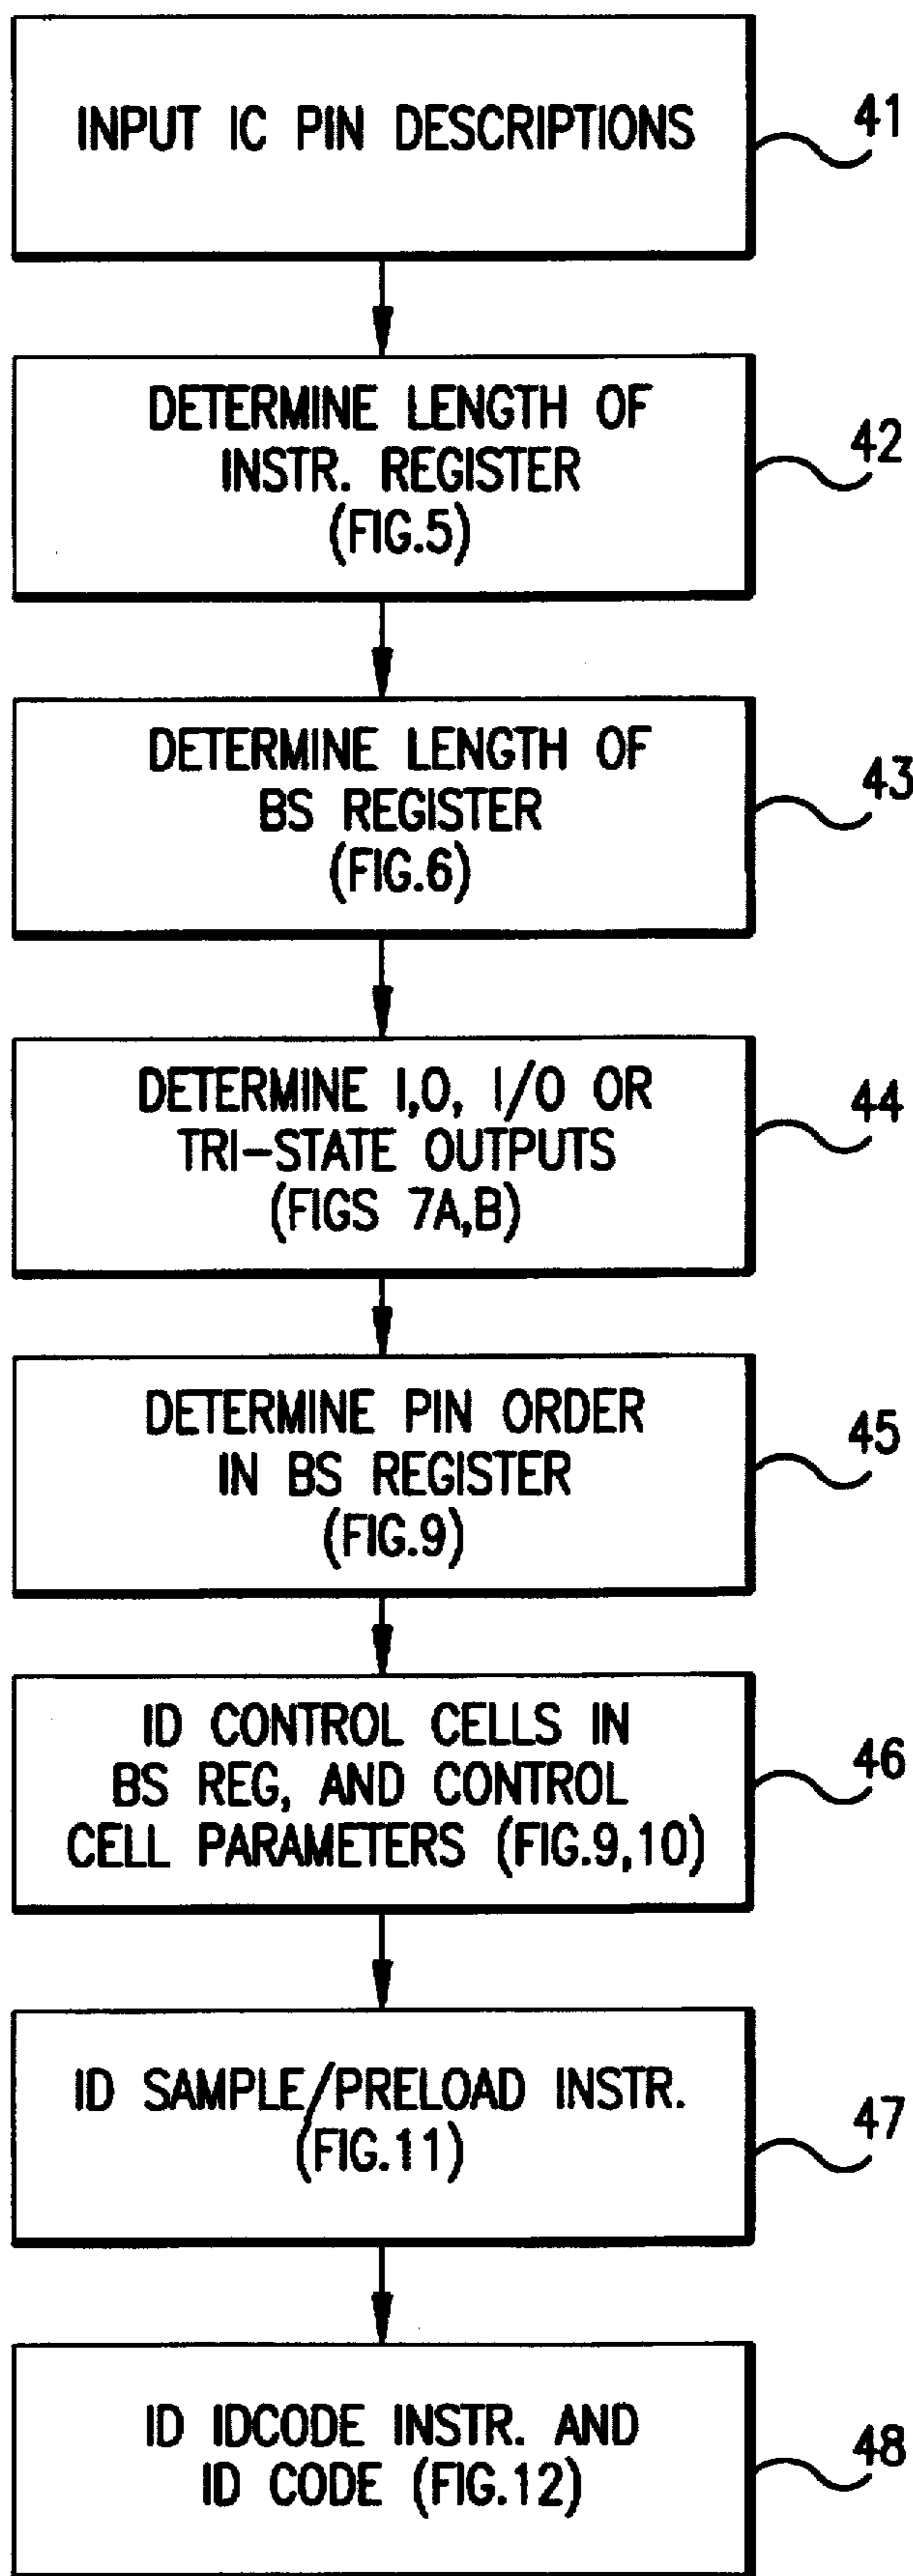 INPUT IC PIN DESCRIPTIONS
41
DETERMINE LENGTH OF
INSTR. REGISTER
(FIG.5)
42
DETERMINE LENGTH OF
BS REGISTER
(FIG.6)
43
DETERMINE I,O, I/O OR
TRI-STATE OUTPUTS
(FIGS 7A,B)
44
DETERMINE PIN ORDER
IN BS REGISTER
(FIG.9)
45
ID CONTROL CELLS IN
BS REG, AND CONTROL
CELL PARAMETERS (FIG.9,10)
46
ID SAMPLE/PRELOAD INSTR.
(FIG.11)
47
ID IDCODE INSTR. AND
ID CODE (FIG.12)
48